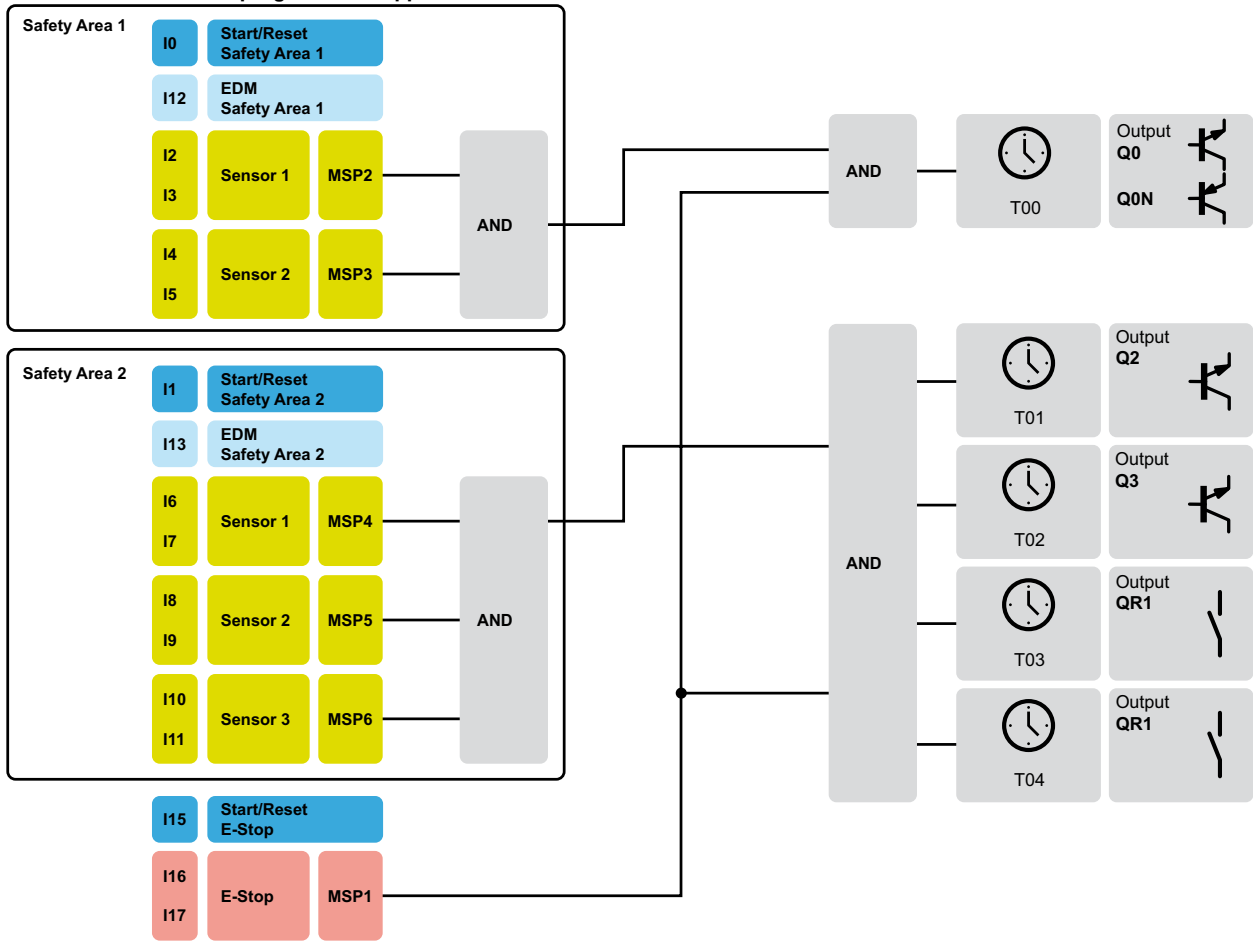 Safety Area 1
I0
Start/Reset
Safety Area 1
I12
EDM
Safety Area 1
I2
I3
Sensor 1
MSP2
I4
I5
Sensor 2
MSP3
AND
Safety Area 2
I1
Start/Reset
Safety Area 2
I13
EDM
Safety Area 2
I6
I7
Sensor 1
MSP4
I8
I9
Sensor 2
MSP5
I10
I11
Sensor 3
MSP6
AND
I15
Start/Reset
E-Stop
I16
I17
E-Stop
MSP1
AND
T00
Output
Q0
Q0N
AND
T01
Output
Q2
T02
Output
Q3
T03
Output
QR1
T04
Output
QR1